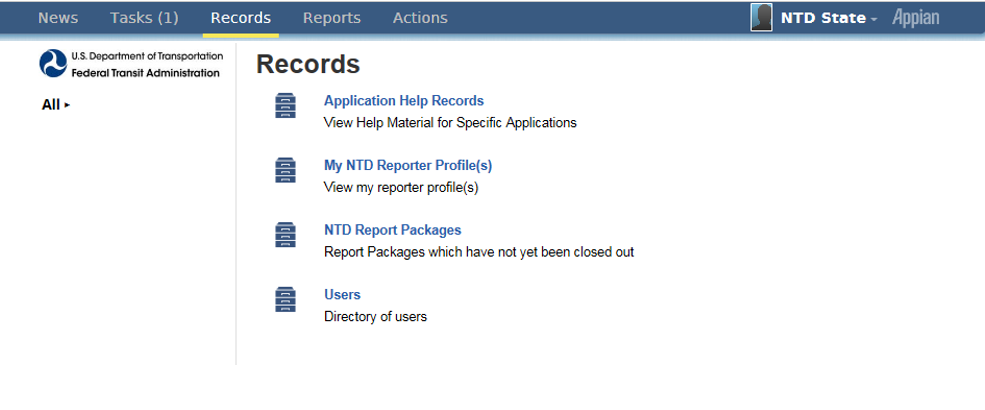 News Tasks (1) Records Reports Actions NTD State Appian
U.S. Department of Transportation
Federal Transit Administration
All
Records
Application Help Records
View Help Material for Specific Applications
My NTD Reporter Profile(s)
View my reporter profile(s)
NTD Report Packages
Report Packages which have not yet been closed out
Users
Directory of users